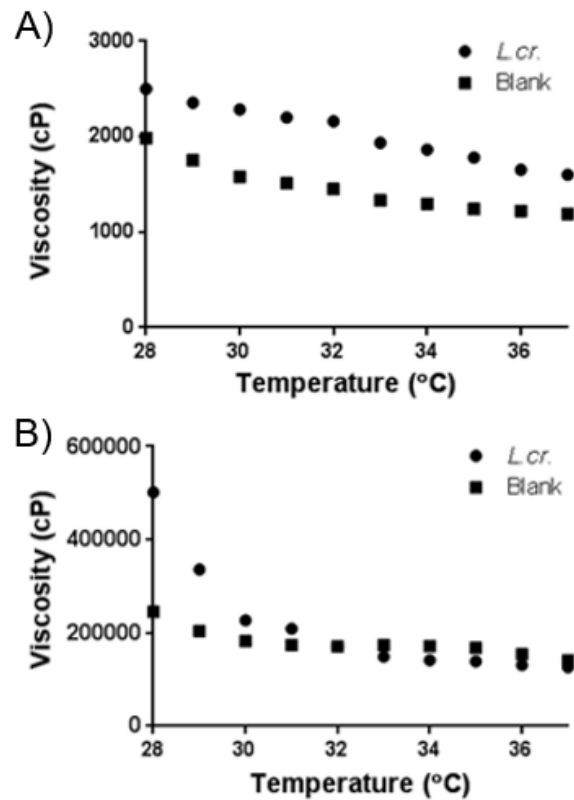 A)
3000
2000
1000
0
Viscosity (cP)
L.cr.
Blank
28 30 32 34 36
Temperature (°C)
B)
600000
400000
200000
0
Viscosity (cP)
L.cr.
Blank
28 30 32 34 36
Temperature (°C)